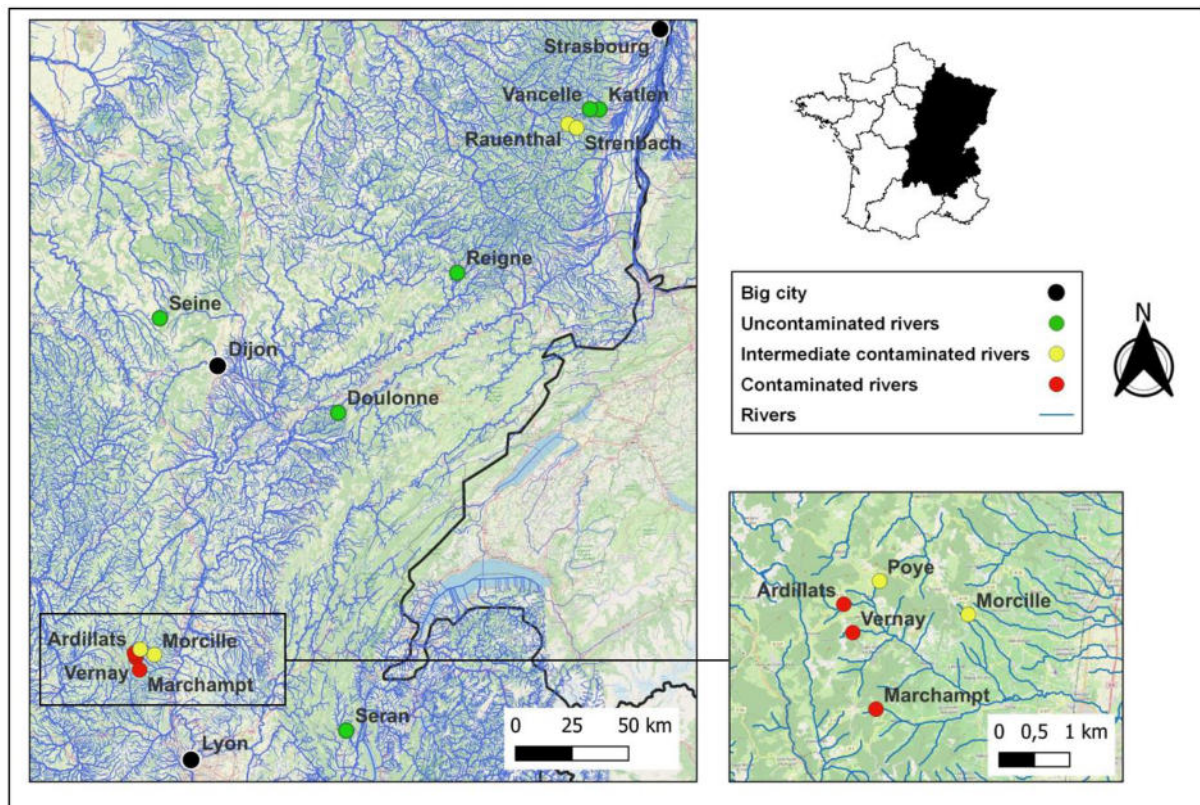 Strasbourg
Vancelle
Katlen
Rauenthal
Strenbach
Reigne
Seine
Dijon
Doulonne
Ardillats
Morcille
Vernay
Marchampt
Seran
Lyon
0 25 50 km
Big city
Uncontaminated rivers
Intermediate contaminated rivers
Contaminated rivers
Rivers
N
Poye
Ardillats
Morcille
Vernay
Marchampt
0 0,5 1 km